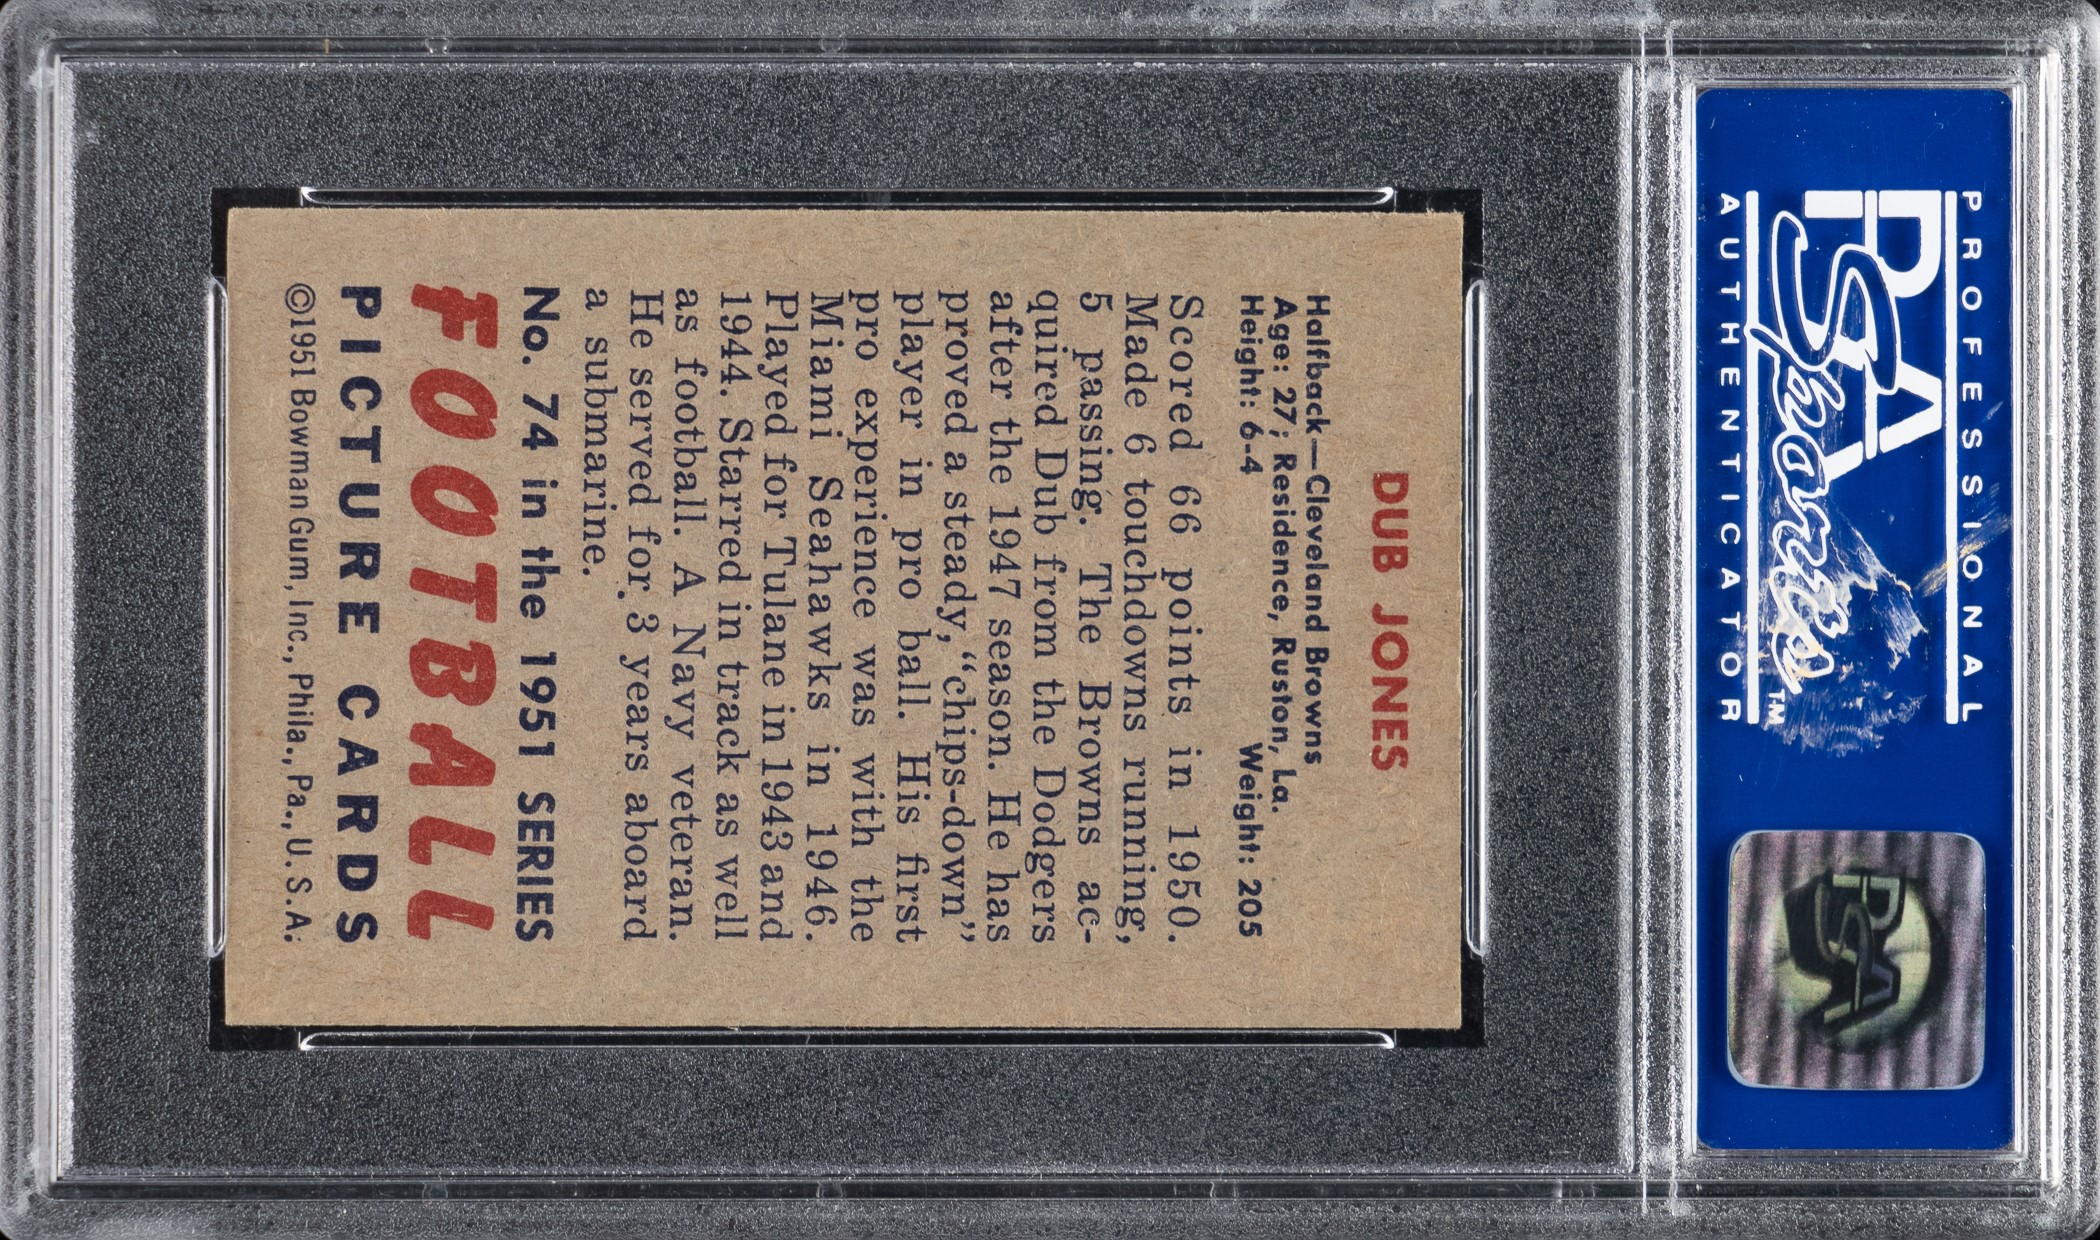 PROFESSIONAL
PSA
Sports™
AUTHENTICATOR
PSA
DUB JONES
Halfback—Cleveland Browns
Age: 27; Residence, Ruston, La.
Height: 6-4 Weight: 205
Scored 66 points in 1950.
Made 6 touchdowns running,
5 passing. The Browns ac-
quired Dub from the Dodgers
after the 1947 season. He has
proved a steady, “chips-down”
player in pro ball. His first
pro experience was with the
Miami Seahawks in 1946.
Played for Tulane in 1943 and
1944. Starred in track as well
as football. A Navy veteran.
He served for 3 years aboard
a submarine.
No. 74 in the 1951 SERIES
FOOTBALL
PICTURE CARDS
©1951 Bowman Gum, Inc., Phila., Pa., U. S. A.